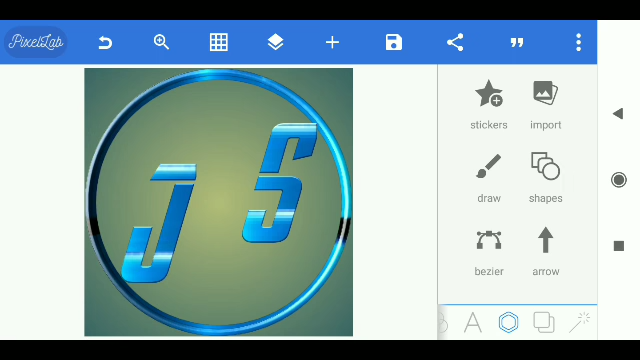 PixelLab
J S
stickers import
draw shapes
bezier arrow
A